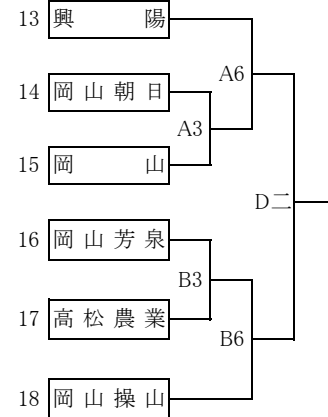 13 興陽
A6
14 岡山朝日
A3
15 岡山
D二
16 岡山芳泉
B3
17 高松農業
B6
18 岡山操山